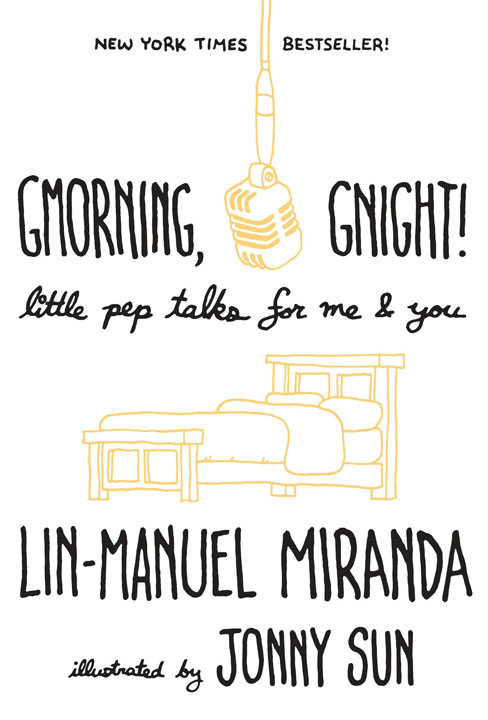 NEW YORK TIMES BESTSELLER!
GMORNING, GNIGHT!
little pep talks for me & you
LIN-MANUEL MIRANDA
illustrated by JONNY SUN